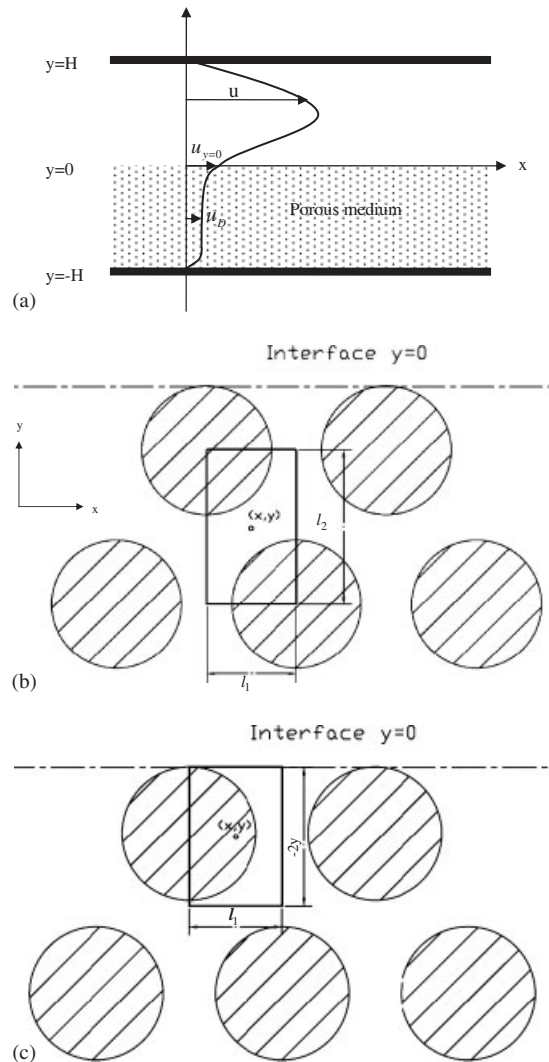 y=H
u
u_{y=0}
y=0
x
u_D
Porous medium
y=-H
(a)
Interface y=0
y
x
(x,y)
l_2
l_1
(b)
Interface y=0
(x,y)
-2y
l_1
(c)